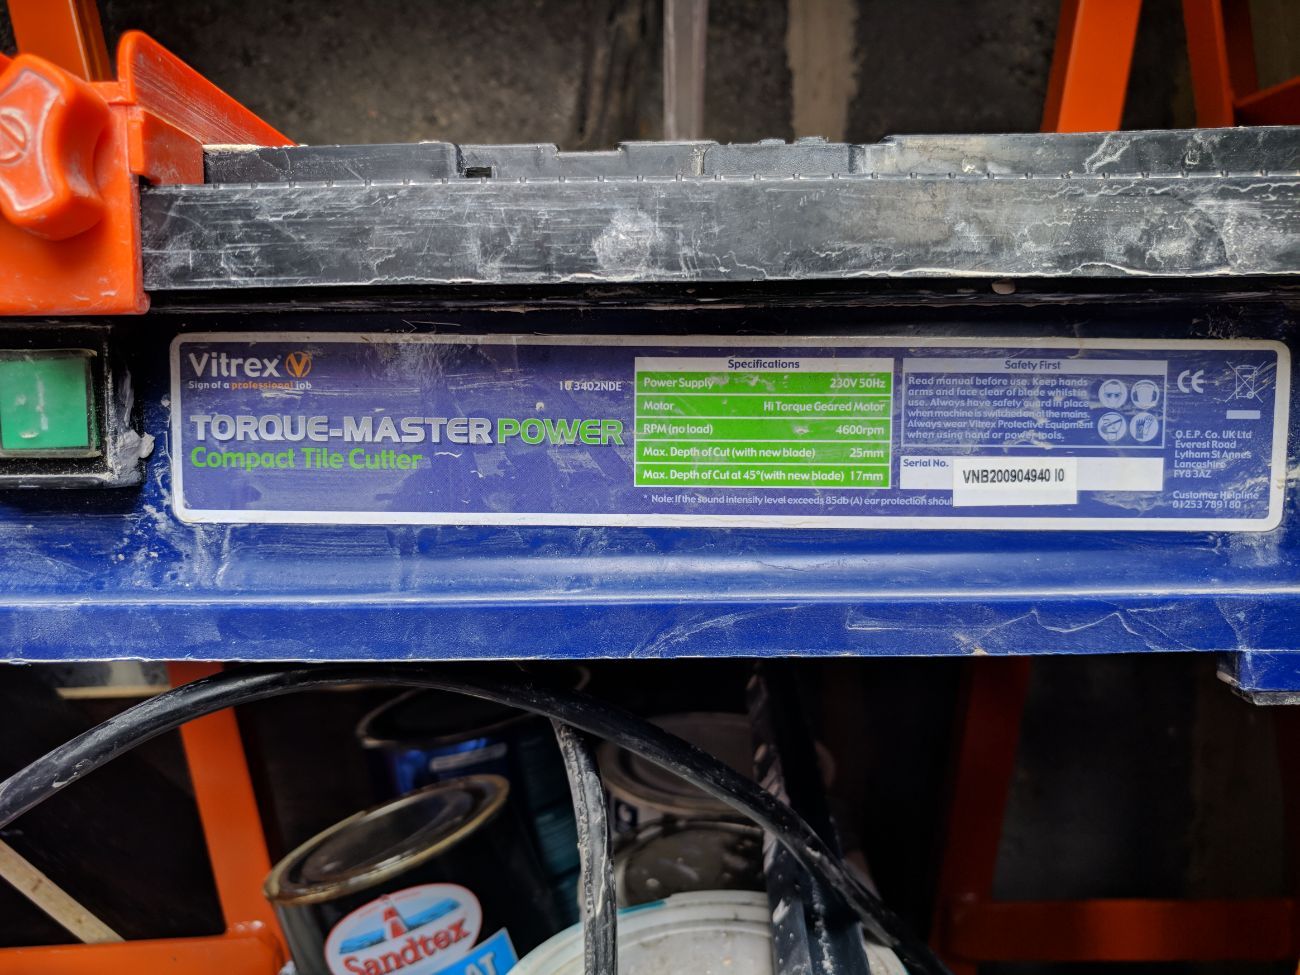 Vitrex V
Sign of a professional job
10 3402NDE
TORQUE-MASTER POWER
Compact Tile Cutter
Specifications
Power Supply 230V 50Hz
Motor Hi Torque Geared Motor
RPM (no load) 4600rpm
Max. Depth of Cut (with new blade) 25mm
Max. Depth of Cut at 45° (with new blade) 17mm
* Note: If the sound intensity level exceeds 85db (A) ear protection shoul
Safety First
Read manual before use. Keep hands
arms and face clear of blade whilst in
use. Always have safety guard in place
when machine is switched on at the mains.
Always wear Vitrex Protective Equipment
when using hand or power tools.
Serial No.
VNB200904940 10
CE
Q.E.P. Co. UK Ltd
Everest Road
Lytham St Anne's
Lancashire
FY8 3AZ
Customer Helpline
01253 789180
Sandtex
AT